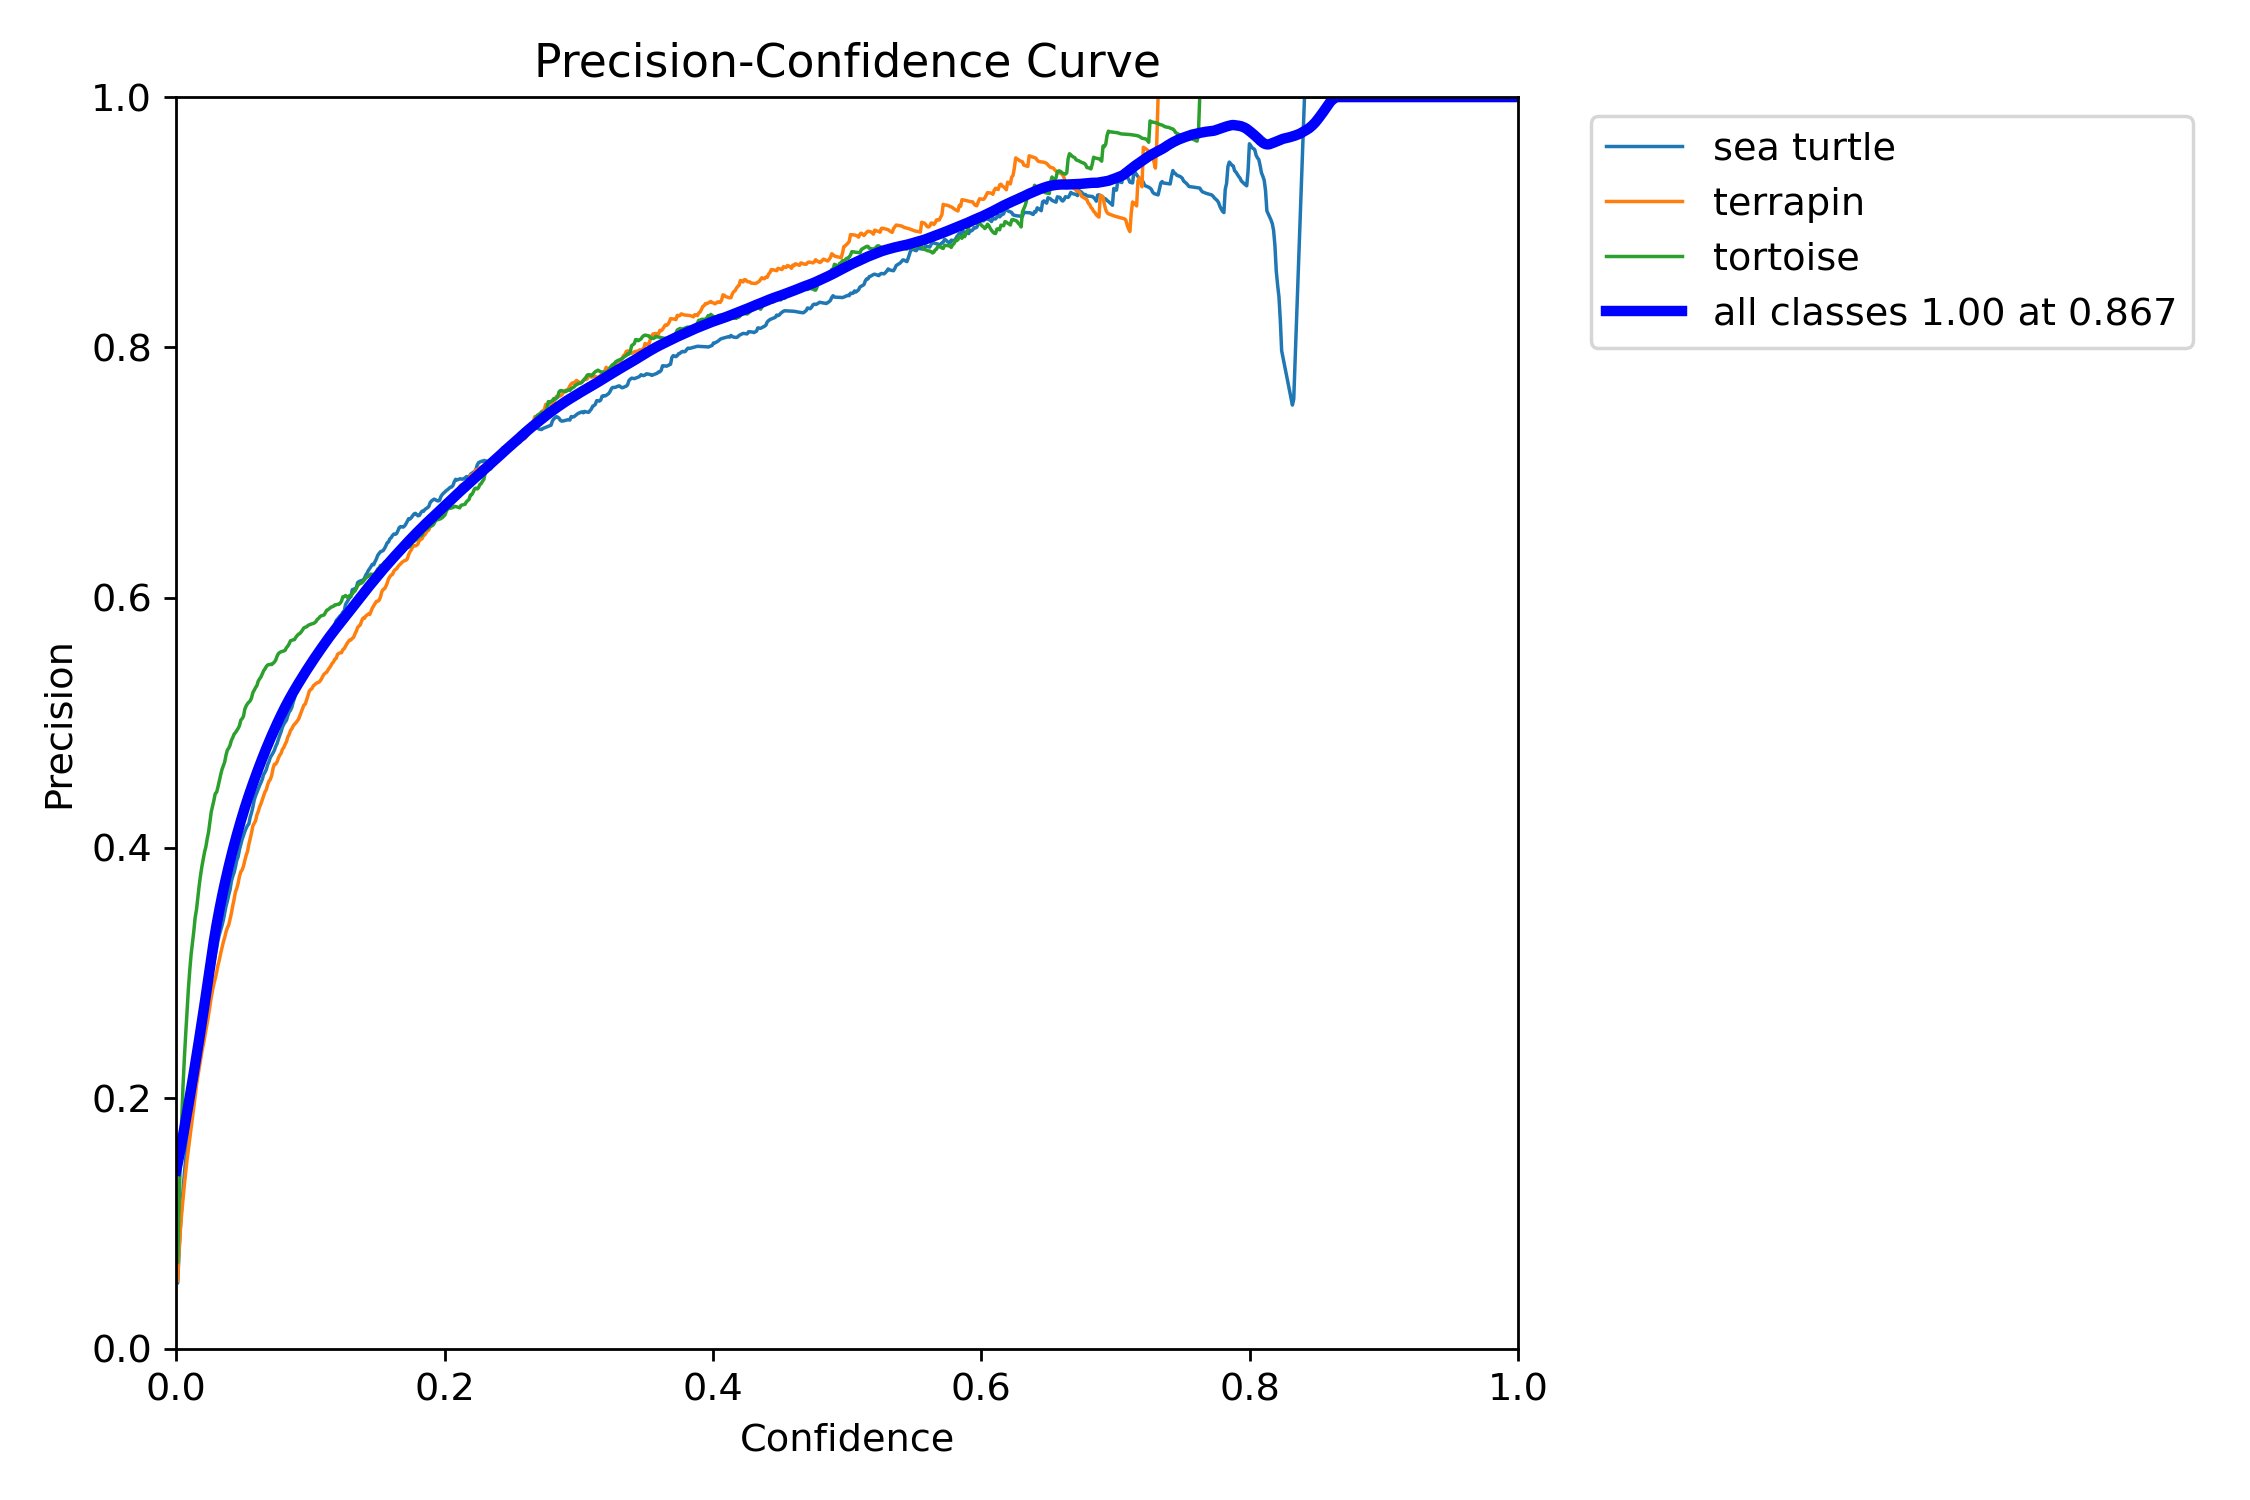 Precision-Confidence Curve
1.0
0.8
0.6
0.4
0.2
0.0
Precision
0.0 0.2 0.4 0.6 0.8 1.0
Confidence
sea turtle
terrapin
tortoise
all classes 1.00 at 0.867